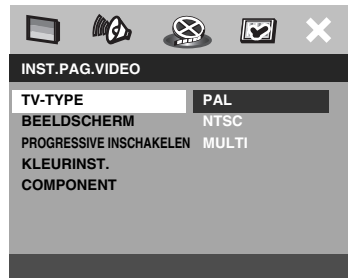 INST.PAG.VIDEO
TV-TYPE PAL
BEELDSCHERM NTSC
PROGRESSIVE INSCHAKELEN MULTI
KLEURINST.
COMPONENT